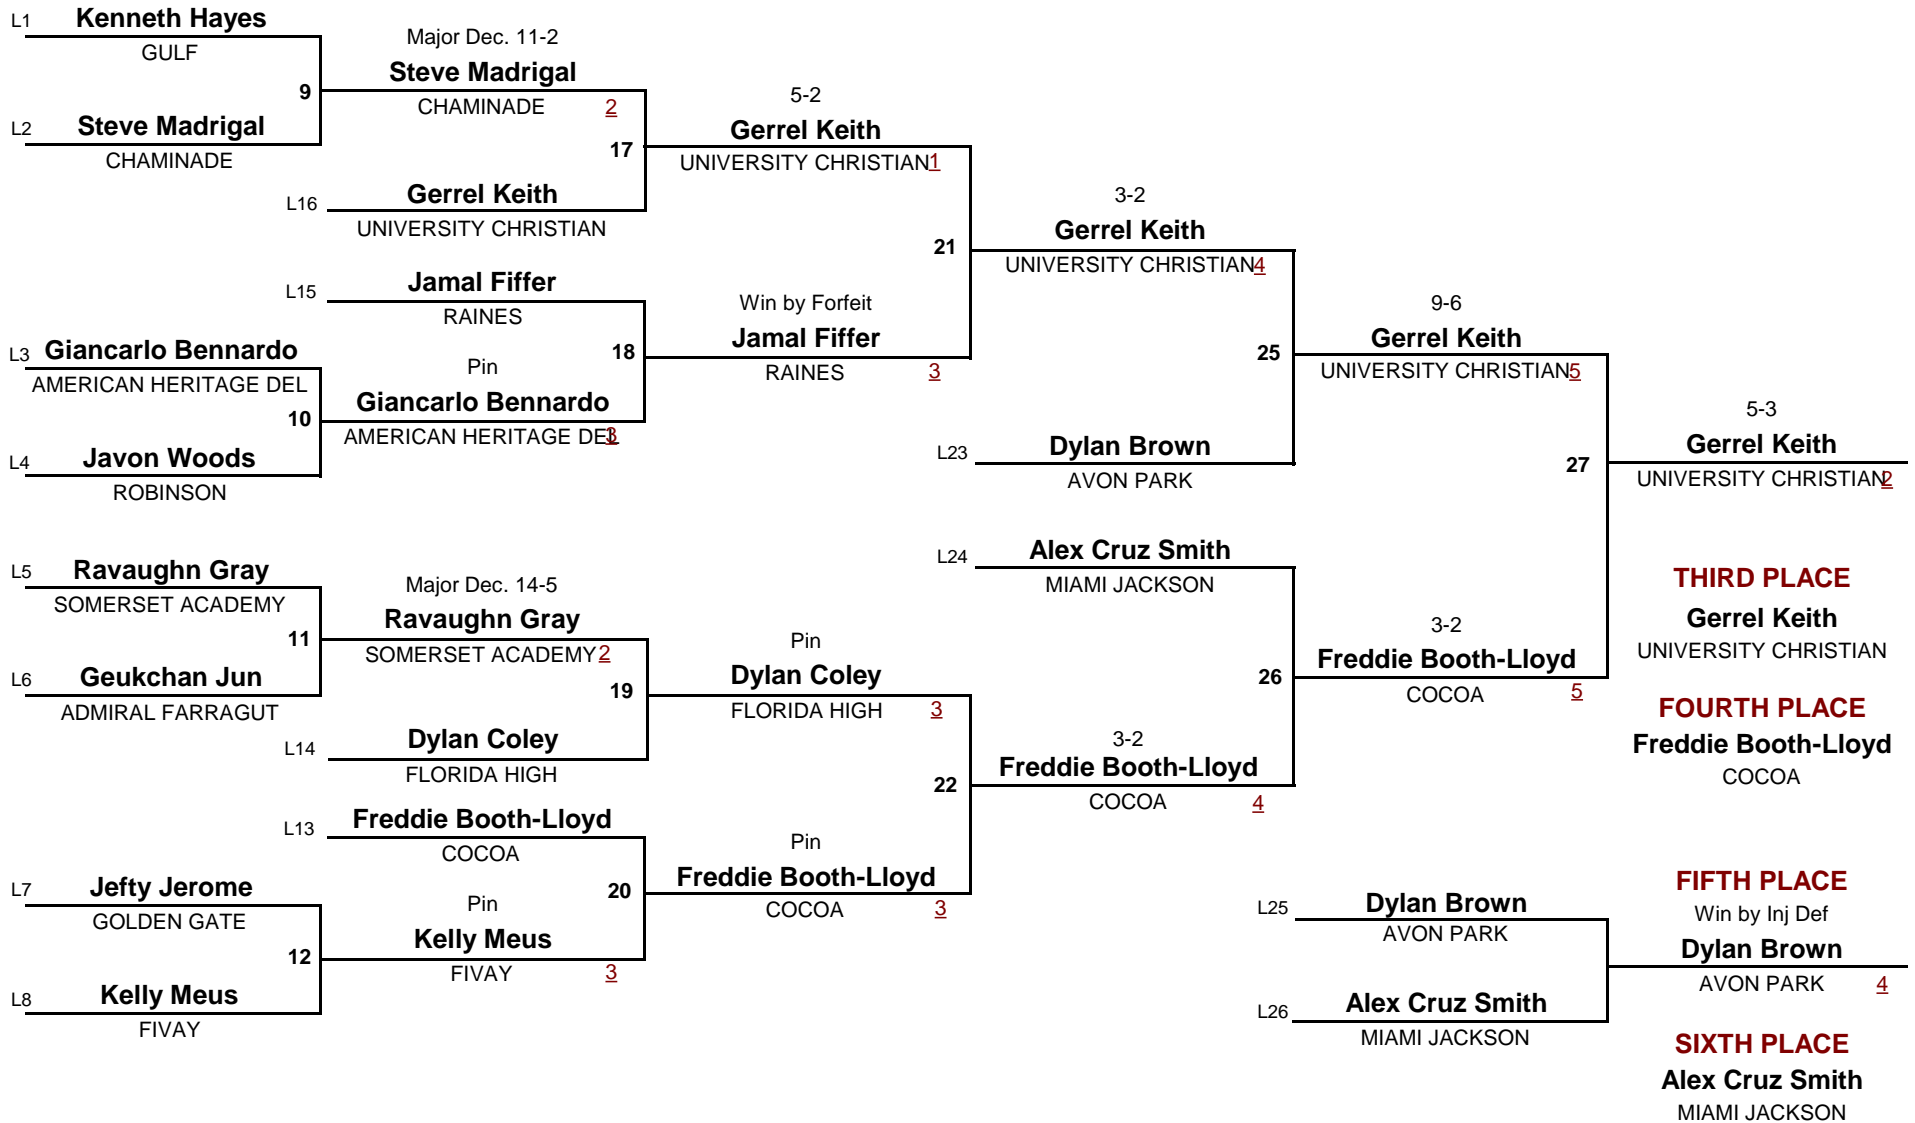 L1 Kenneth Hayes
GULF
9
L2 Steve Madrigal
CHAMINADE
Major Dec. 11-2
Steve Madrigal
CHAMINADE 2
17
L16 Gerrel Keith
UNIVERSITY CHRISTIAN
5-2
Gerrel Keith
UNIVERSITY CHRISTIAN 1
21
L15 Jamal Fiffer
RAINES
18
L3 Giancarlo Bennardo
AMERICAN HERITAGE DEL
10
L4 Javon Woods
ROBINSON
Pin
Giancarlo Bennardo
AMERICAN HERITAGE DEL 3
Win by Forfeit
Jamal Fiffer
RAINES 3
3-2
Gerrel Keith
UNIVERSITY CHRISTIAN 4
25
L23 Dylan Brown
AVON PARK
9-6
Gerrel Keith
UNIVERSITY CHRISTIAN 5
27
5-3
Gerrel Keith
UNIVERSITY CHRISTIAN 2
L5 Ravaughn Gray
SOMERSET ACADEMY
11
L6 Geukchan Jun
ADMIRAL FARRAGUT
Major Dec. 14-5
Ravaughn Gray
SOMERSET ACADEMY 2
19
L14 Dylan Coley
FLORIDA HIGH
Pin
Dylan Coley
FLORIDA HIGH 3
22
L13 Freddie Booth-Lloyd
COCOA
20
L7 Jefty Jerome
GOLDEN GATE
12
L8 Kelly Meus
FIVAY
Pin
Kelly Meus
FIVAY 3
Pin
Freddie Booth-Lloyd
COCOA 3
L24 Alex Cruz Smith
MIAMI JACKSON
26
3-2
Freddie Booth-Lloyd
COCOA 4
3-2
Freddie Booth-Lloyd
COCOA 5
THIRD PLACE
Gerrel Keith
UNIVERSITY CHRISTIAN
FOURTH PLACE
Freddie Booth-Lloyd
COCOA
L25 Dylan Brown
AVON PARK
L26 Alex Cruz Smith
MIAMI JACKSON
FIFTH PLACE
Win by Inj Def
Dylan Brown
AVON PARK 4
SIXTH PLACE
Alex Cruz Smith
MIAMI JACKSON